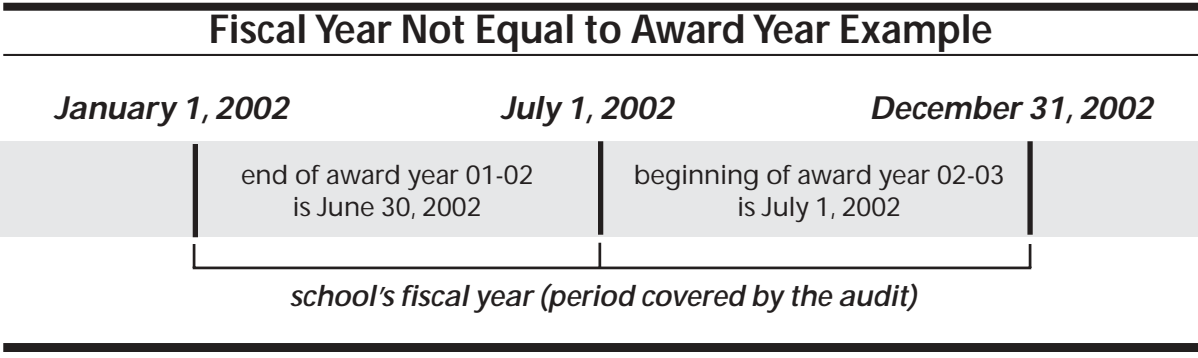 Fiscal Year Not Equal to Award Year Example
January 1, 2002 July 1, 2002 December 31, 2002
end of award year 01-02
is June 30, 2002
beginning of award year 02-03
is July 1, 2002
school's fiscal year (period covered by the audit)